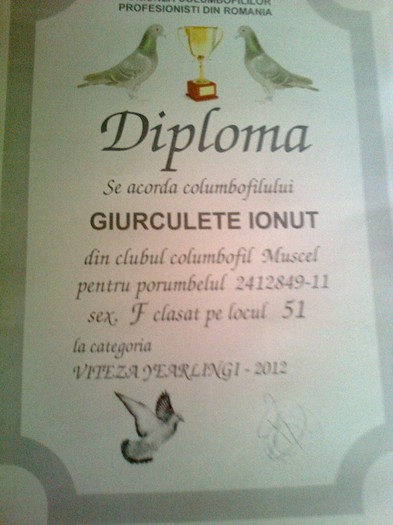 COLUMBOFILILOR
PROFESIONISTI DIN ROMANIA
Diploma
Se acorda columbofilului
GIURCULETE IONUT
din clubul columbofil Muscel
pentru porumbelul 2412849-11
sex, F clasat pe locul 51
la categoria
VITEZA YEARLINGI - 2012